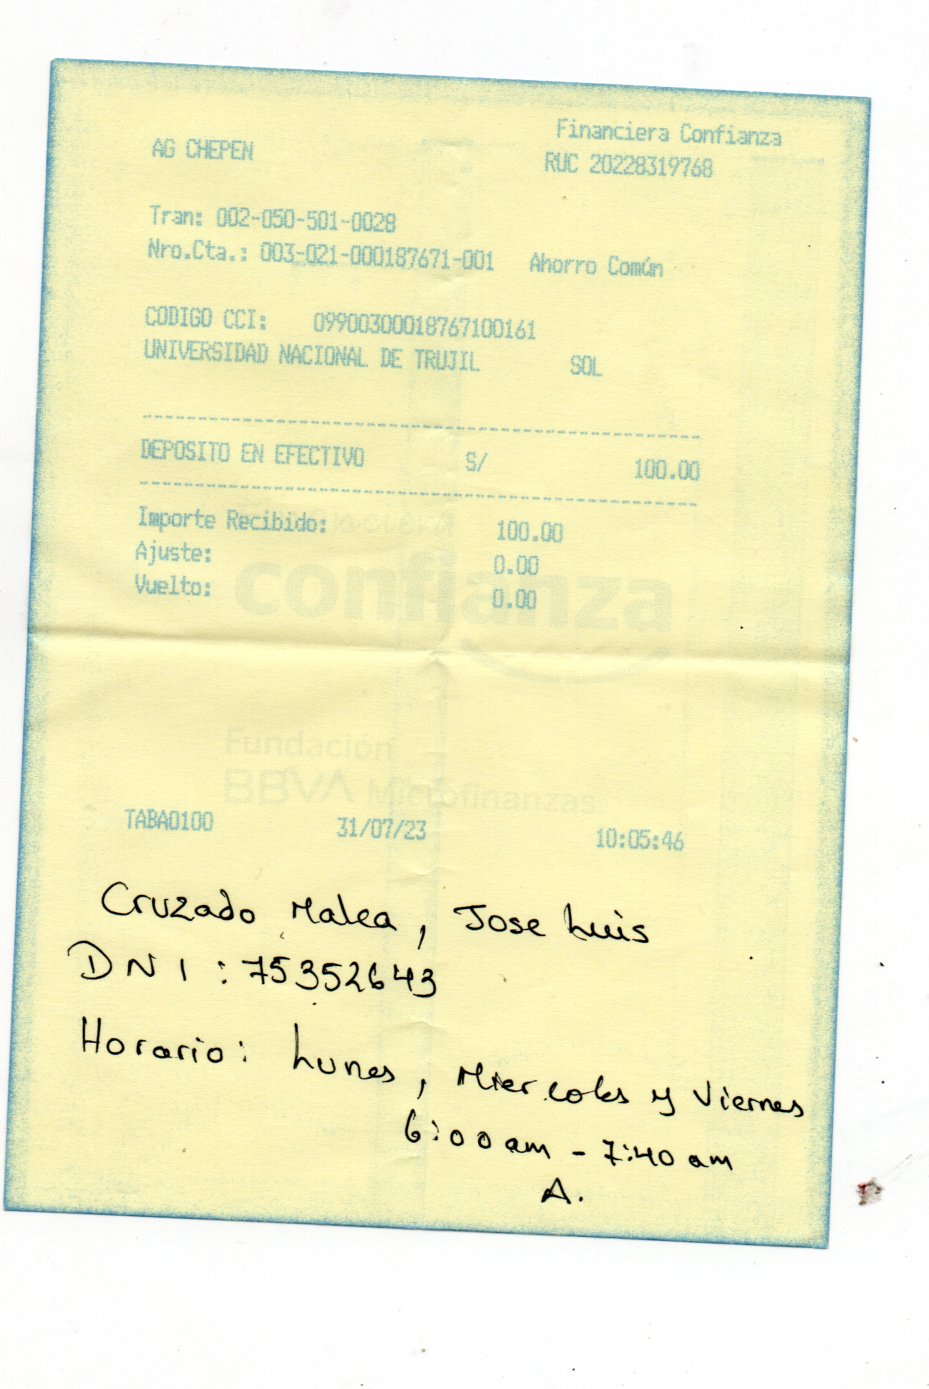 Financiera Confianza
AG CHEPEN RUC 20228319768
Tran: 002-050-501-0028
Nro.Cta.: 003-021-000187671-001 Ahorro Común
CODIGO CCI: 09900300018767100161
UNIVERSIDAD NACIONAL DE TRUJIL SOL
DEPOSITO EN EFECTIVO S/ 100.00
Importe Recibido: 100.00
Ajuste: 0.00
Vuelto: 0.00
confianza
Fundación
BBVA Microfinanzas
TABA0100 31/07/23 10:05:46
Cruzado Malca, Jose Luis
DNI: 75352643
Horario: Lunes, Miercoles y Viernes
6:00 am - 7:40 am
A.